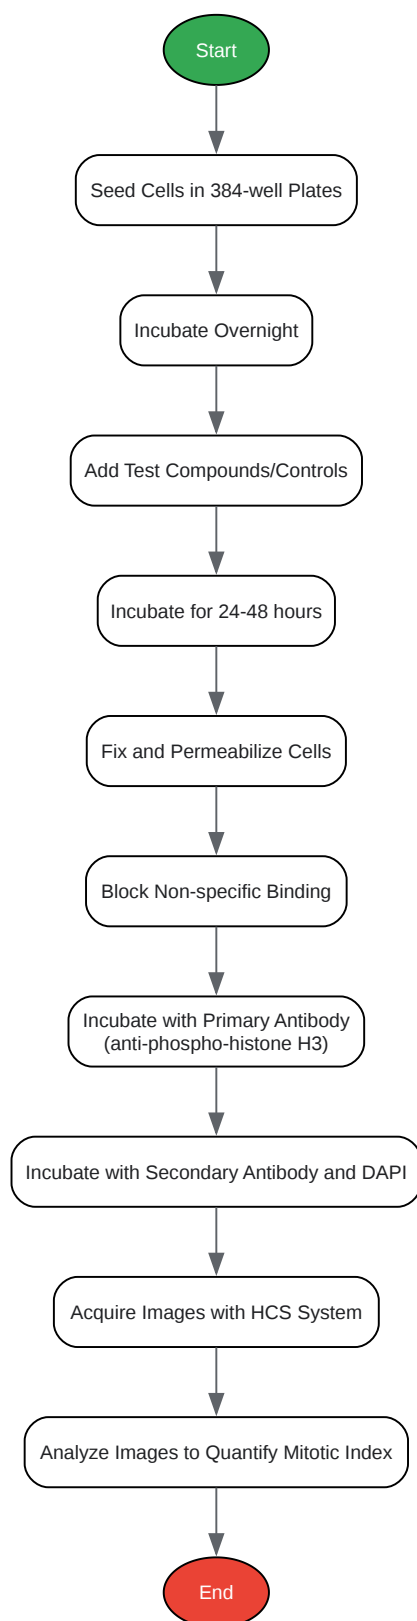 Start
Seed Cells in 384-well Plates
Incubate Overnight
Add Test Compounds/Controls
Incubate for 24-48 hours
Fix and Permeabilize Cells
Block Non-specific Binding
Incubate with Primary Antibody
(anti-phospho-histone H3)
Incubate with Secondary Antibody and DAPI
Acquire Images with HCS System
Analyze Images to Quantify Mitotic Index
End